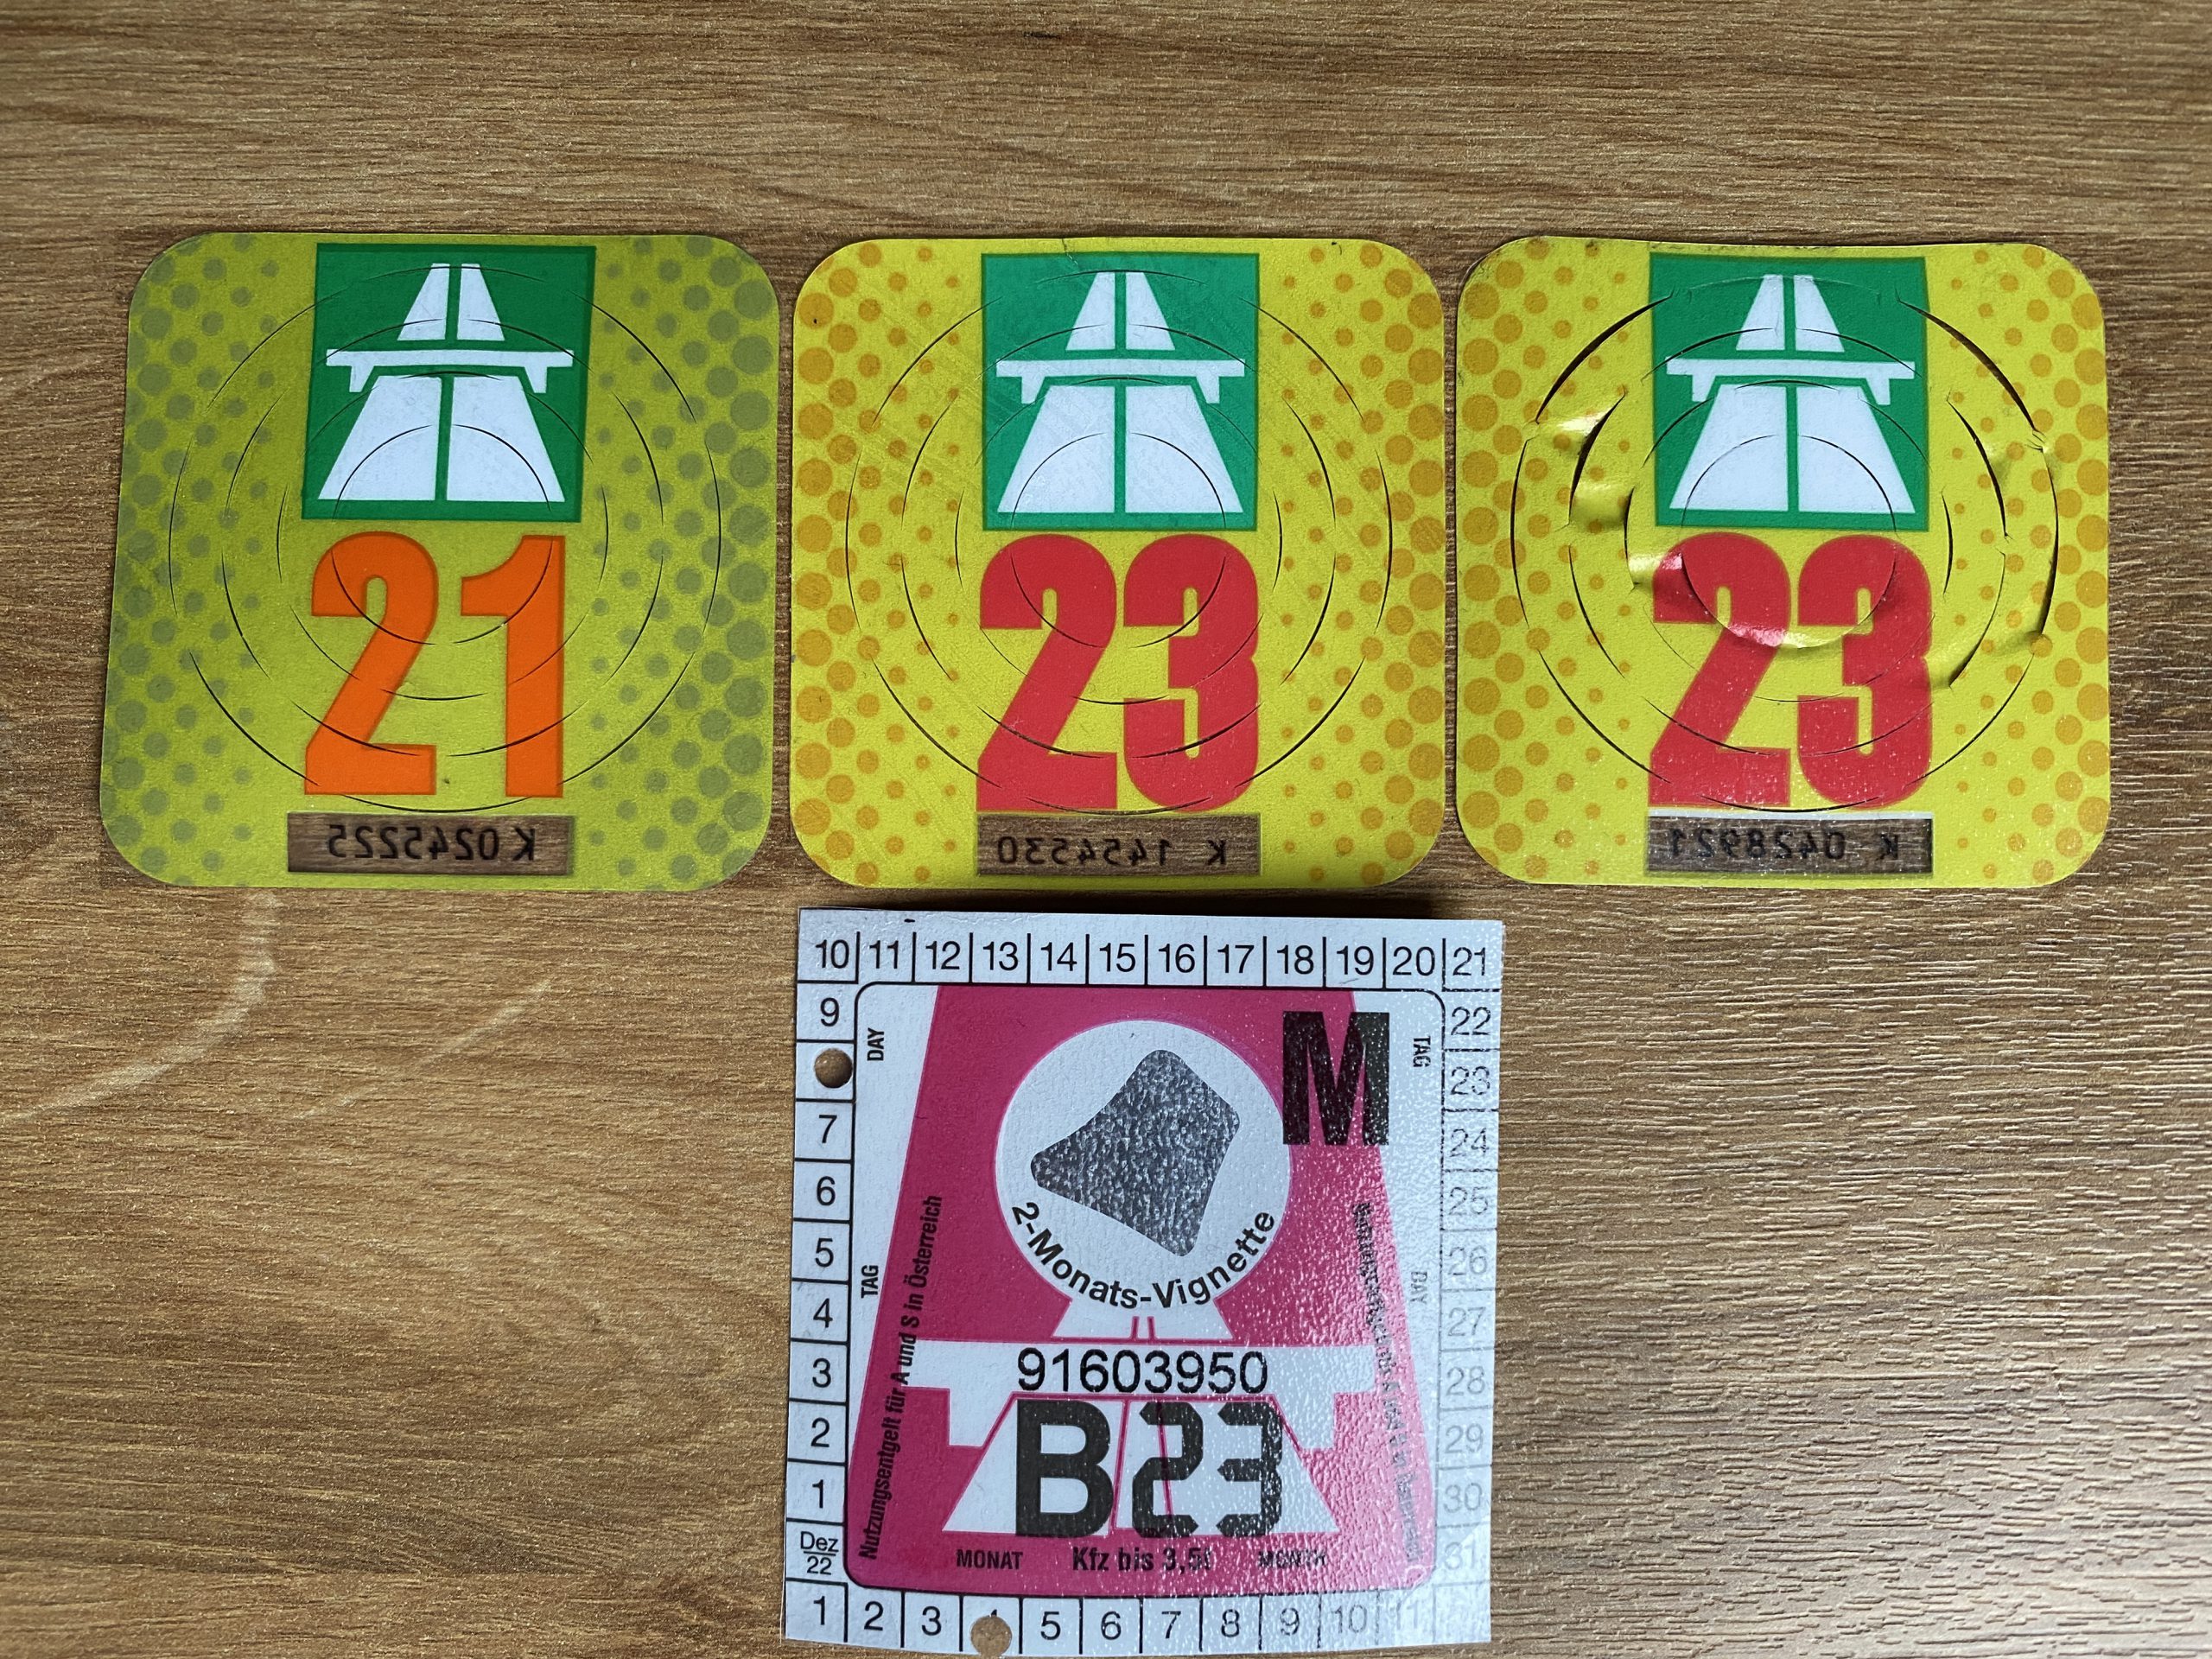 21
K 0245225
23
K 1454530
23
K 0428921
10 11 12 13 14 15 16 17 18 19 20 21
9
7
6
5
4
3
2
1
Dez
22
22
23
24
25
26
27
28
29
30
31
DAY
TAG
TAG
DAY
M
2-Monats-Vignette
Nutzungsentgelt für A und S in Österreich
91603950
B23
MONAT Kfz bis 3,5t MONTH
1 2 3 4 5 6 7 8 9 10 11